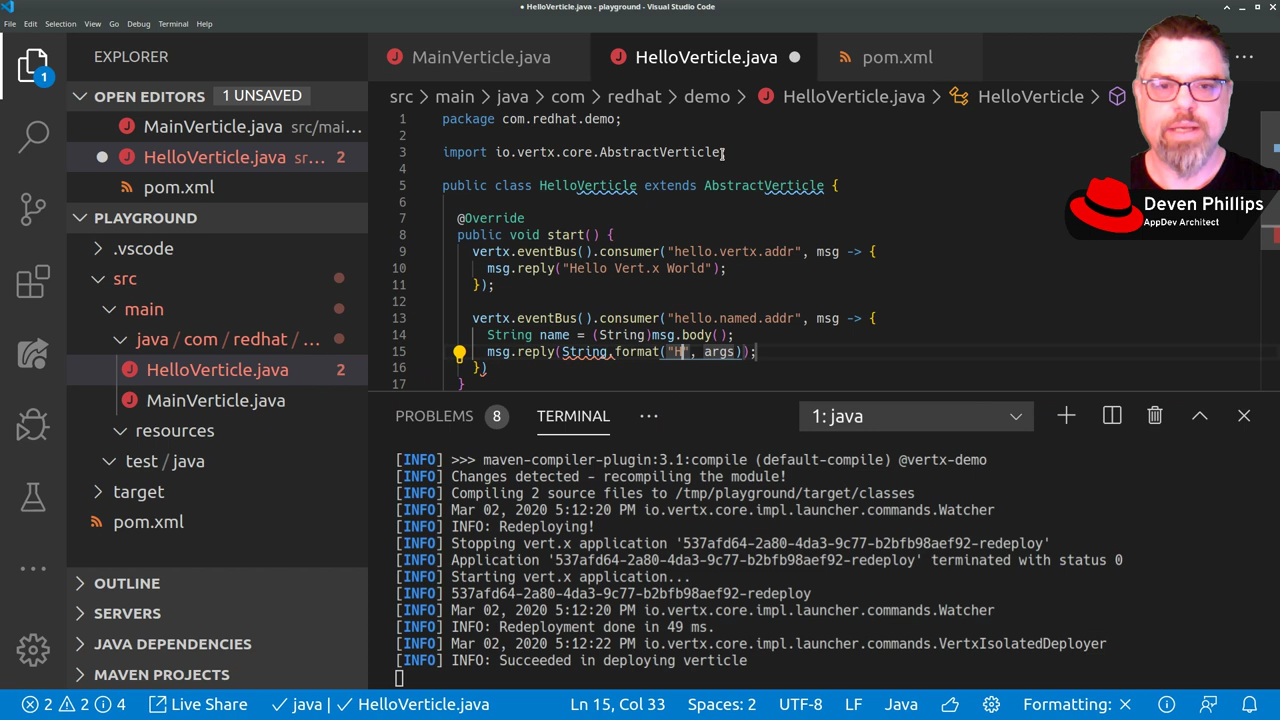 ● HelloVerticle.java - playground - Visual Studio Code
File Edit Selection View Go Debug Terminal Help
EXPLORER
MainVerticle.java
HelloVerticle.java
pom.xml
OPEN EDITORS 1 UNSAVED
src > main > java > com > redhat > demo > HelloVerticle.java > HelloVerticle >
MainVerticle.java src/mai...
HelloVerticle.java sr... 2
pom.xml
PLAYGROUND
.vscode
src
main
java / com / redhat / ...
HelloVerticle.java 2
MainVerticle.java
resources
test / java
target
pom.xml
OUTLINE
SERVERS
JAVA DEPENDENCIES
MAVEN PROJECTS
1
1 package com.redhat.demo;
2
3 import io.vertx.core.AbstractVerticle;
4
5 public class HelloVerticle extends AbstractVerticle {
6
7 @Override
8 public void start() {
9 vertx.eventBus().consumer("hello.vertx.addr", msg -> {
10 msg.reply("Hello Vert.x World");
11 });
12
13 vertx.eventBus().consumer("hello.named.addr", msg -> {
14 String name = (String)msg.body();
15 msg.reply(String.format("H", args));
16 })
17 }
Deven Phillips
AppDev Architect
PROBLEMS 8 TERMINAL ··· 1: java
[INFO] >>> maven-compiler-plugin:3.1:compile (default-compile) @vertx-demo
[INFO] Changes detected - recompiling the module!
[INFO] Compiling 2 source files to /tmp/playground/target/classes
[INFO] Mar 02, 2020 5:12:20 PM io.vertx.core.impl.launcher.commands.Watcher
[INFO] INFO: Redeploying!
[INFO] Stopping vert.x application '537afd64-2a80-4da3-9c77-b2bfb98aef92-redeploy'
[INFO] Application '537afd64-2a80-4da3-9c77-b2bfb98aef92-redeploy' terminated with status 0
[INFO] Starting vert.x application...
[INFO] 537afd64-2a80-4da3-9c77-b2bfb98aef92-redeploy
[INFO] Mar 02, 2020 5:12:20 PM io.vertx.core.impl.launcher.commands.Watcher
[INFO] INFO: Redeployment done in 49 ms.
[INFO] Mar 02, 2020 5:12:22 PM io.vertx.core.impl.launcher.commands.VertxIsolatedDeployer
[INFO] INFO: Succeeded in deploying verticle
2 2 4 Live Share java | HelloVerticle.java Ln 15, Col 33 Spaces: 2 UTF-8 LF Java Formatting: ×